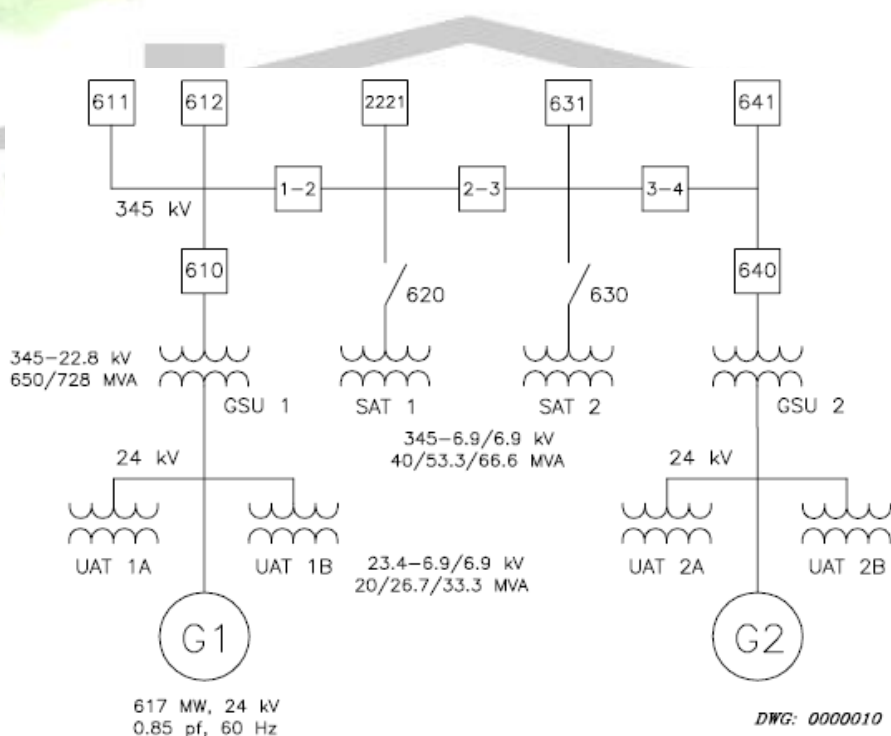 611
612
2221
631
641
1-2
2-3
3-4
345 kV
610
620
630
640
345-22.8 kV
650/728 MVA
GSU 1
SAT 1
SAT 2
GSU 2
345-6.9/6.9 kV
40/53.3/66.6 MVA
24 kV
24 kV
UAT 1A
UAT 1B
23.4-6.9/6.9 kV
20/26.7/33.3 MVA
UAT 2A
UAT 2B
G1
G2
617 MW, 24 kV
0.85 pf, 60 Hz
DWG: 0000010